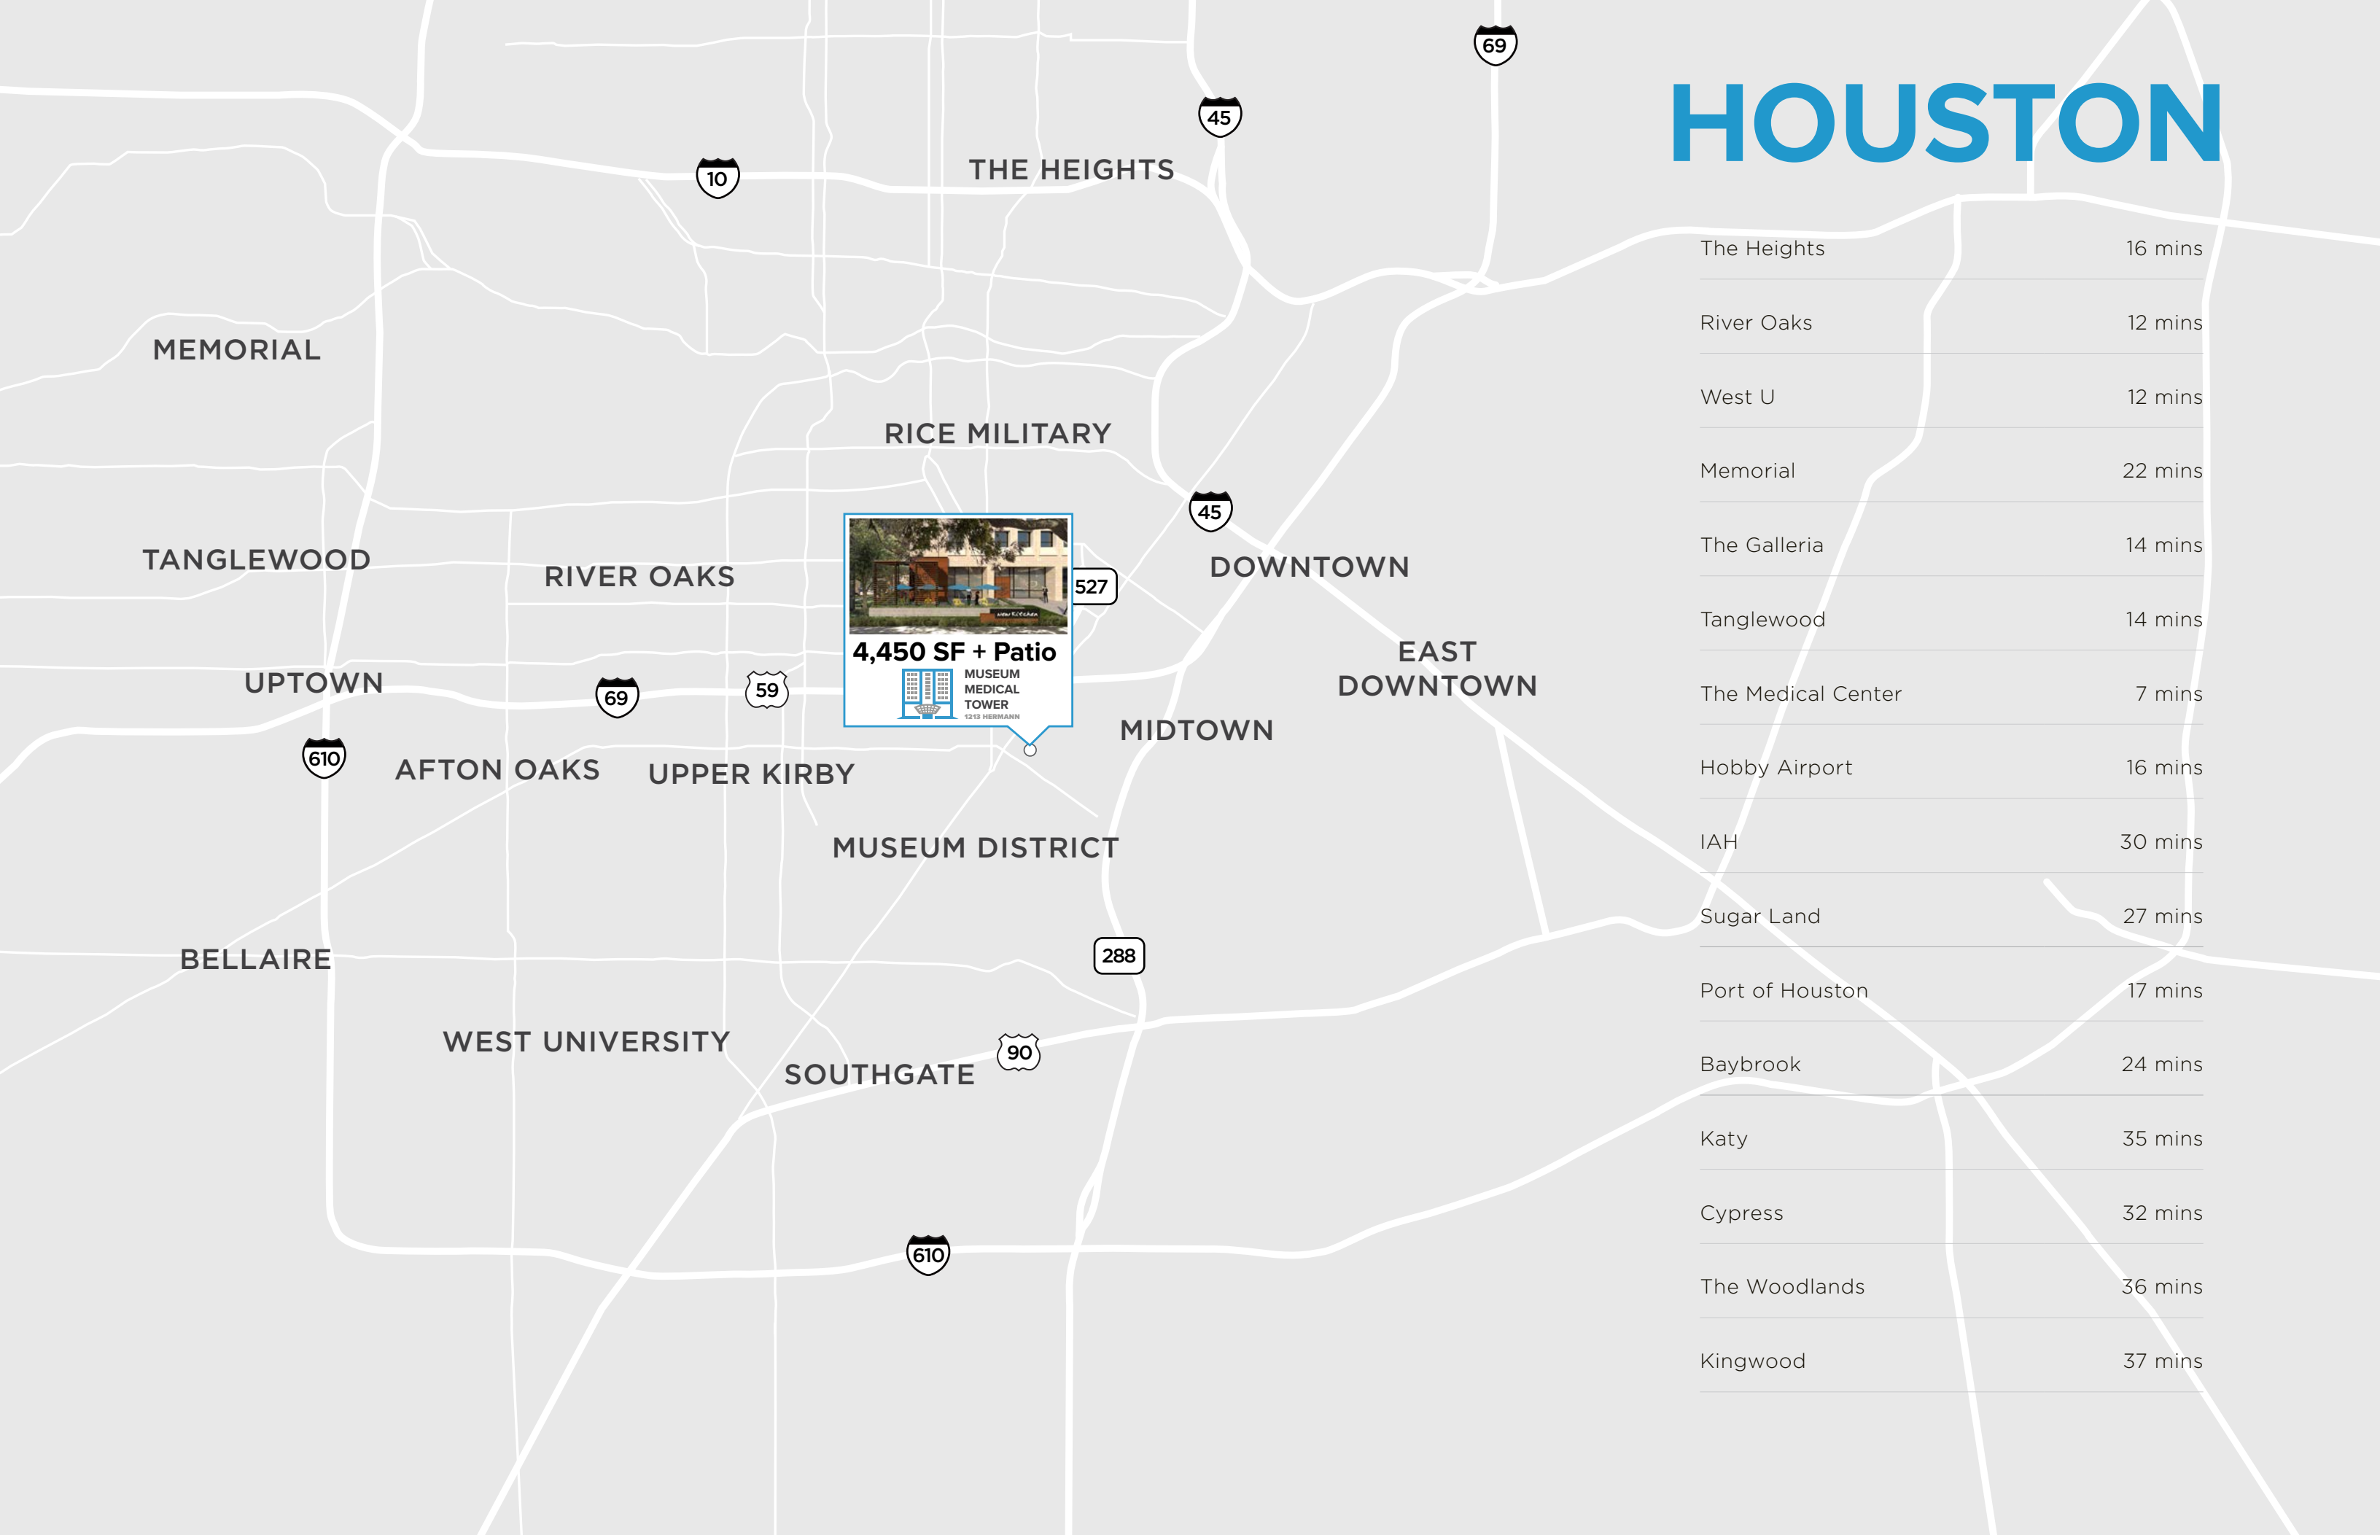 HOUSTON
The Heights 16 mins
River Oaks 12 mins
West U 12 mins
Memorial 22 mins
The Galleria 14 mins
Tanglewood 14 mins
The Medical Center 7 mins
Hobby Airport 16 mins
IAH 30 mins
Sugar Land 27 mins
Port of Houston 17 mins
Baybrook 24 mins
Katy 35 mins
Cypress 32 mins
The Woodlands 36 mins
Kingwood 37 mins
69
45
10
THE HEIGHTS
MEMORIAL
RICE MILITARY
45
TANGLEWOOD
RIVER OAKS
527
DOWNTOWN
new kitchen
4,450 SF + Patio
MUSEUM
MEDICAL
TOWER
1213 HERMANN
EAST
DOWNTOWN
UPTOWN
69
59
MIDTOWN
610
AFTON OAKS
UPPER KIRBY
MUSEUM DISTRICT
BELLAIRE
288
WEST UNIVERSITY
90
SOUTHGATE
610